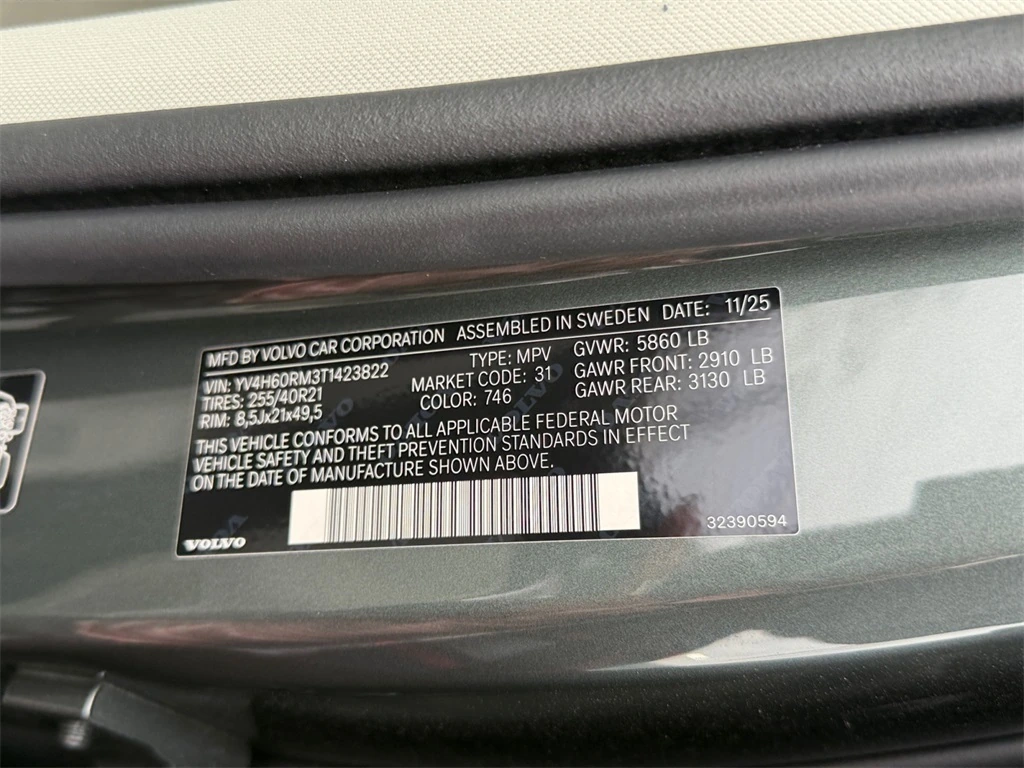 MFD BY VOLVO CAR CORPORATION ASSEMBLED IN SWEDEN DATE: 11/25
VIN: YV4H60RM3T1423822 TYPE: MPV GVWR: 5860 LB
TIRES: 255/40R21 MARKET CODE: 31 GAWR FRONT: 2910 LB
RIM: 8,5Jx21x49,5 COLOR: 746 GAWR REAR: 3130 LB
THIS VEHICLE CONFORMS TO ALL APPLICABLE FEDERAL MOTOR
VEHICLE SAFETY AND THEFT PREVENTION STANDARDS IN EFFECT
ON THE DATE OF MANUFACTURE SHOWN ABOVE.
VOLVO 32390594